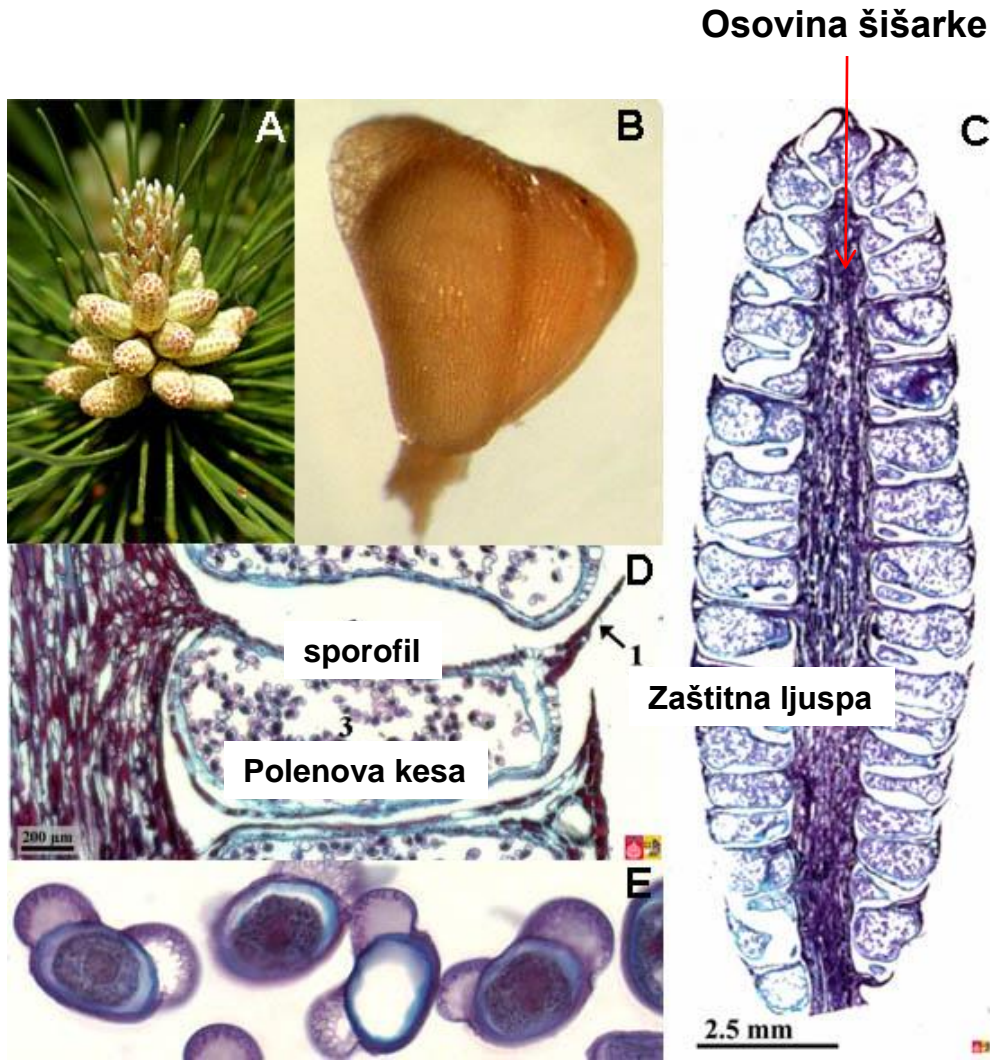 Osovina šišarke
A
B
C
D
sporofil
1
Zaštitna ljuspa
3
Polenova kesa
200 µm
E
2.5 mm